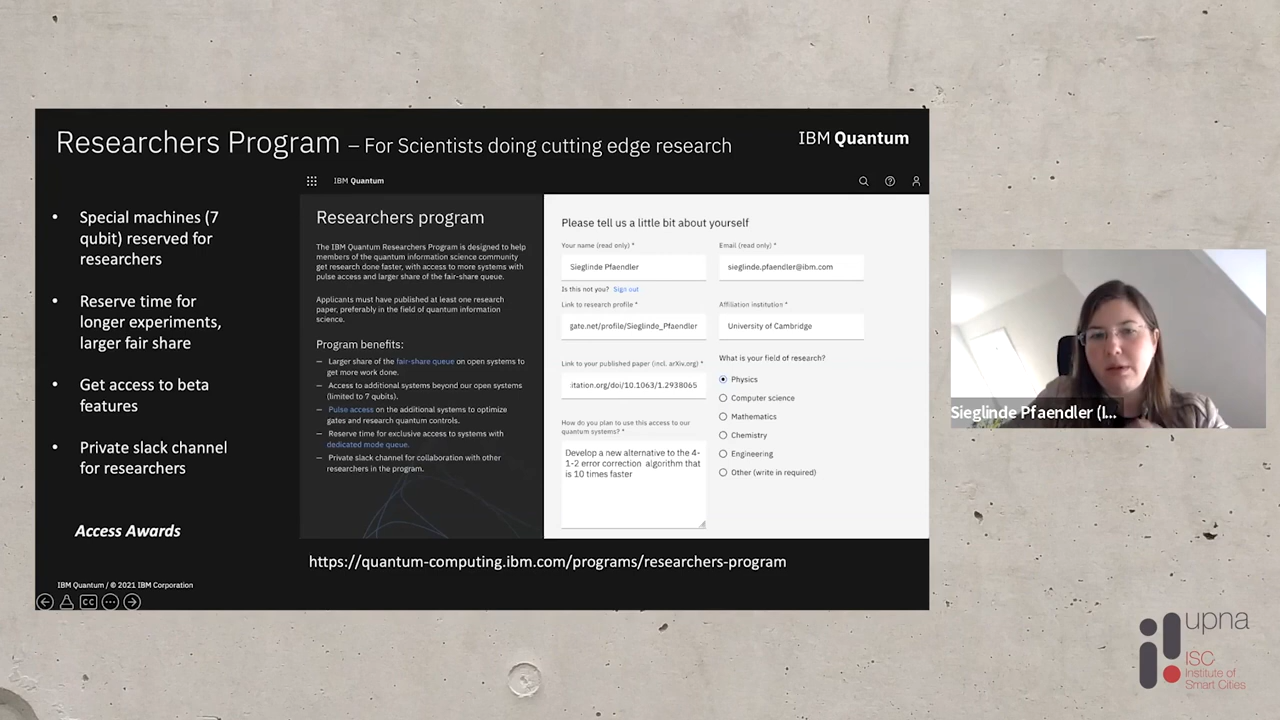 Researchers Program – For Scientists doing cutting edge research
IBM Quantum
IBM Quantum
• Special machines (7
qubit) reserved for
researchers
• Reserve time for
longer experiments,
larger fair share
• Get access to beta
features
• Private slack channel
for researchers
Access Awards
Researchers program
The IBM Quantum Researchers Program is designed to help
members of the quantum information science community
get research done faster, with access to more systems with
pulse access and larger share of the fair-share queue.
Applicants must have published at least one research
paper, preferably in the field of quantum information
science.
Program benefits:
— Larger share of the fair-share queue on open systems to
get more work done.
— Access to additional systems beyond our open systems
(limited to 7 qubits).
— Pulse access on the additional systems to optimize
gates and research quantum controls.
— Reserve time for exclusive access to systems with
dedicated mode queue.
— Private slack channel for collaboration with other
researchers in the program.
Please tell us a little bit about yourself
Your name (read only) *
Sieglinde Pfaendler
Is this not you? Sign out
Email (read only) *
sieglinde.pfaendler@ibm.com
Link to research profile *
gate.net/profile/Sieglinde_Pfaendler
Affiliation institution *
University of Cambridge
Link to your published paper (incl. arXiv.org) *
:itation.org/doi/10.1063/1.2938065
How do you plan to use this access to our
quantum systems? *
Develop a new alternative to the 4-
1-2 error correction algorithm that
is 10 times faster
What is your field of research?
Physics
Computer science
Mathematics
Chemistry
Engineering
Other (write in required)
https://quantum-computing.ibm.com/programs/researchers-program
IBM Quantum / © 2021 IBM Corporation
CC
Sieglinde Pfaendler (I...
upna
ISC
Institute of
Smart Cities